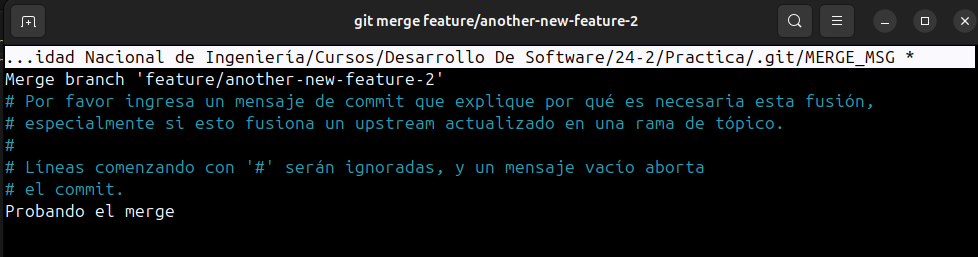 git merge feature/another-new-feature-2
...idad Nacional de Ingeniería/Cursos/Desarrollo De Software/24-2/Practica/.git/MERGE_MSG *
Merge branch 'feature/another-new-feature-2'
# Por favor ingresa un mensaje de commit que explique por qué es necesaria esta fusión,
# especialmente si esto fusiona un upstream actualizado en una rama de tópico.
#
# Líneas comenzando con '#' serán ignoradas, y un mensaje vacío aborta
# el commit.
Probando el merge